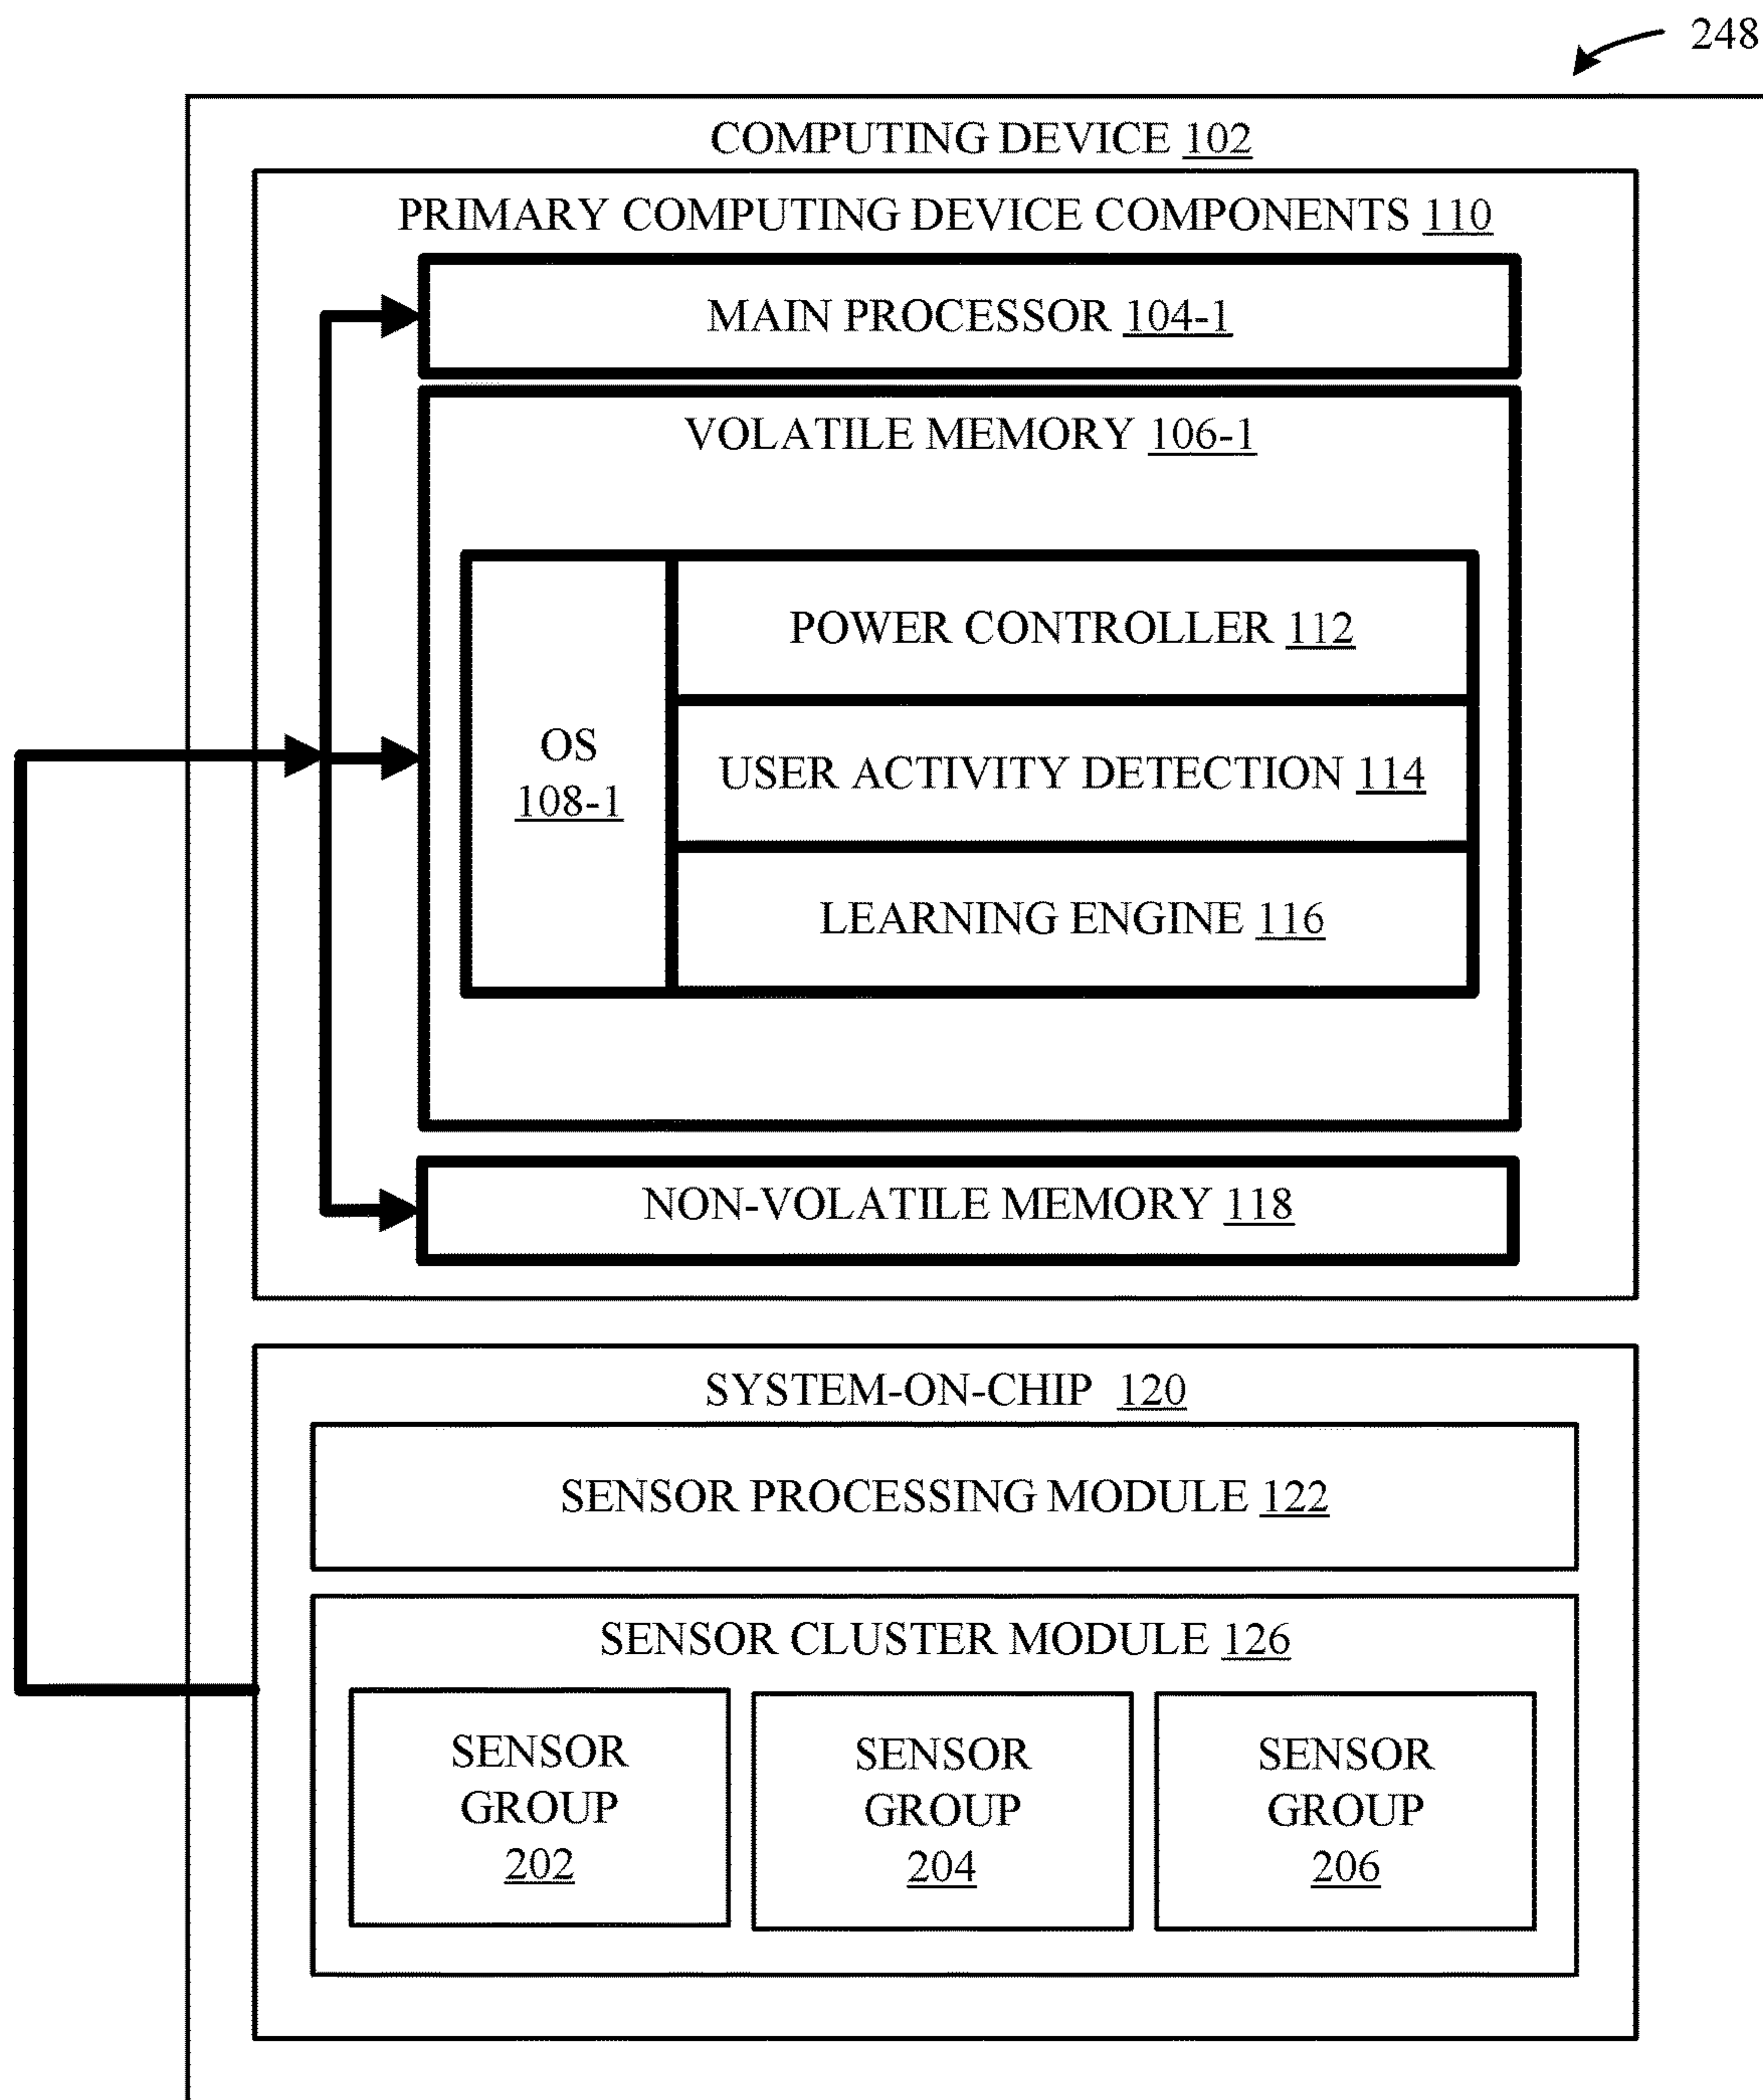 248
COMPUTING DEVICE 102
PRIMARY COMPUTING DEVICE COMPONENTS 110
MAIN PROCESSOR 104-1
VOLATILE MEMORY 106-1
OS
108-1
POWER CONTROLLER 112
USER ACTIVITY DETECTION 114
LEARNING ENGINE 116
NON-VOLATILE MEMORY 118
SYSTEM-ON-CHIP 120
SENSOR PROCESSING MODULE 122
SENSOR CLUSTER MODULE 126
SENSOR
GROUP
202
SENSOR
GROUP
204
SENSOR
GROUP
206